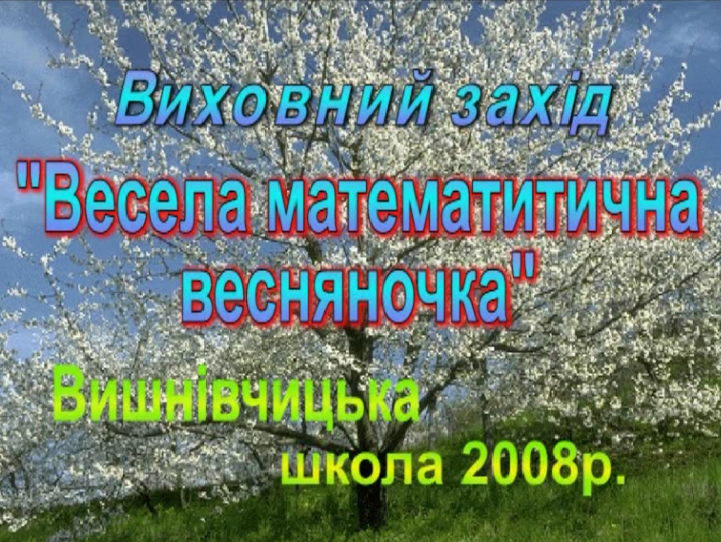 Виховний захід
"Весела математитична
весняночка"
Вишнівчицька
школа 2008р.